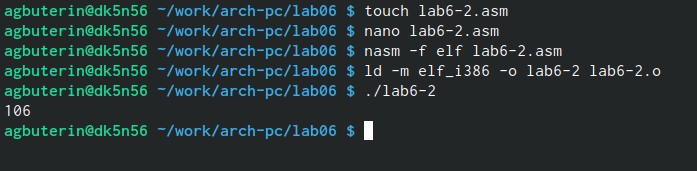 agbuterin@dk5n56 ~/work/arch-pc/lab06 $ touch lab6-2.asm
agbuterin@dk5n56 ~/work/arch-pc/lab06 $ nano lab6-2.asm
agbuterin@dk5n56 ~/work/arch-pc/lab06 $ nasm -f elf lab6-2.asm
agbuterin@dk5n56 ~/work/arch-pc/lab06 $ ld -m elf_i386 -o lab6-2 lab6-2.o
agbuterin@dk5n56 ~/work/arch-pc/lab06 $ ./lab6-2
106
agbuterin@dk5n56 ~/work/arch-pc/lab06 $